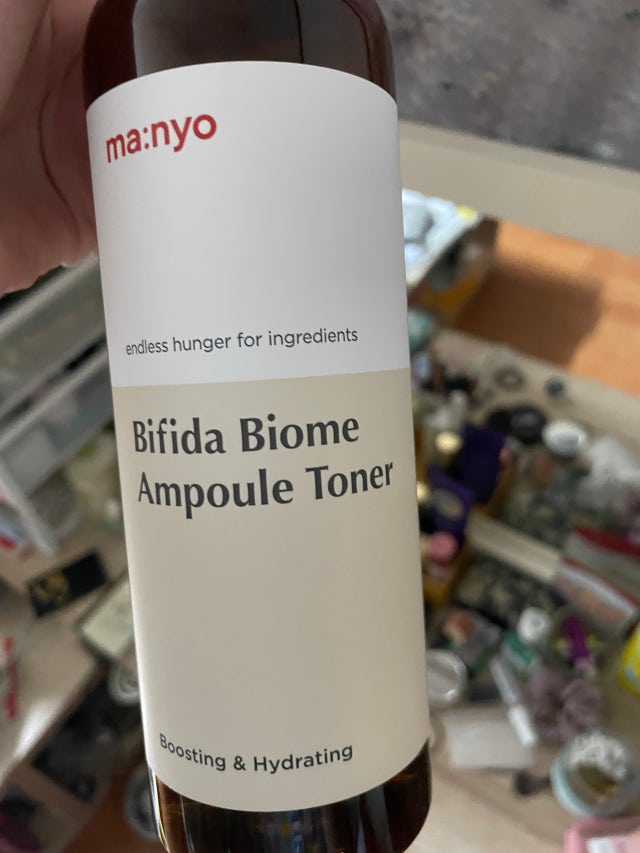 ma:nyo
endless hunger for ingredients
Bifida Biome
Ampoule Toner
Boosting & Hydrating